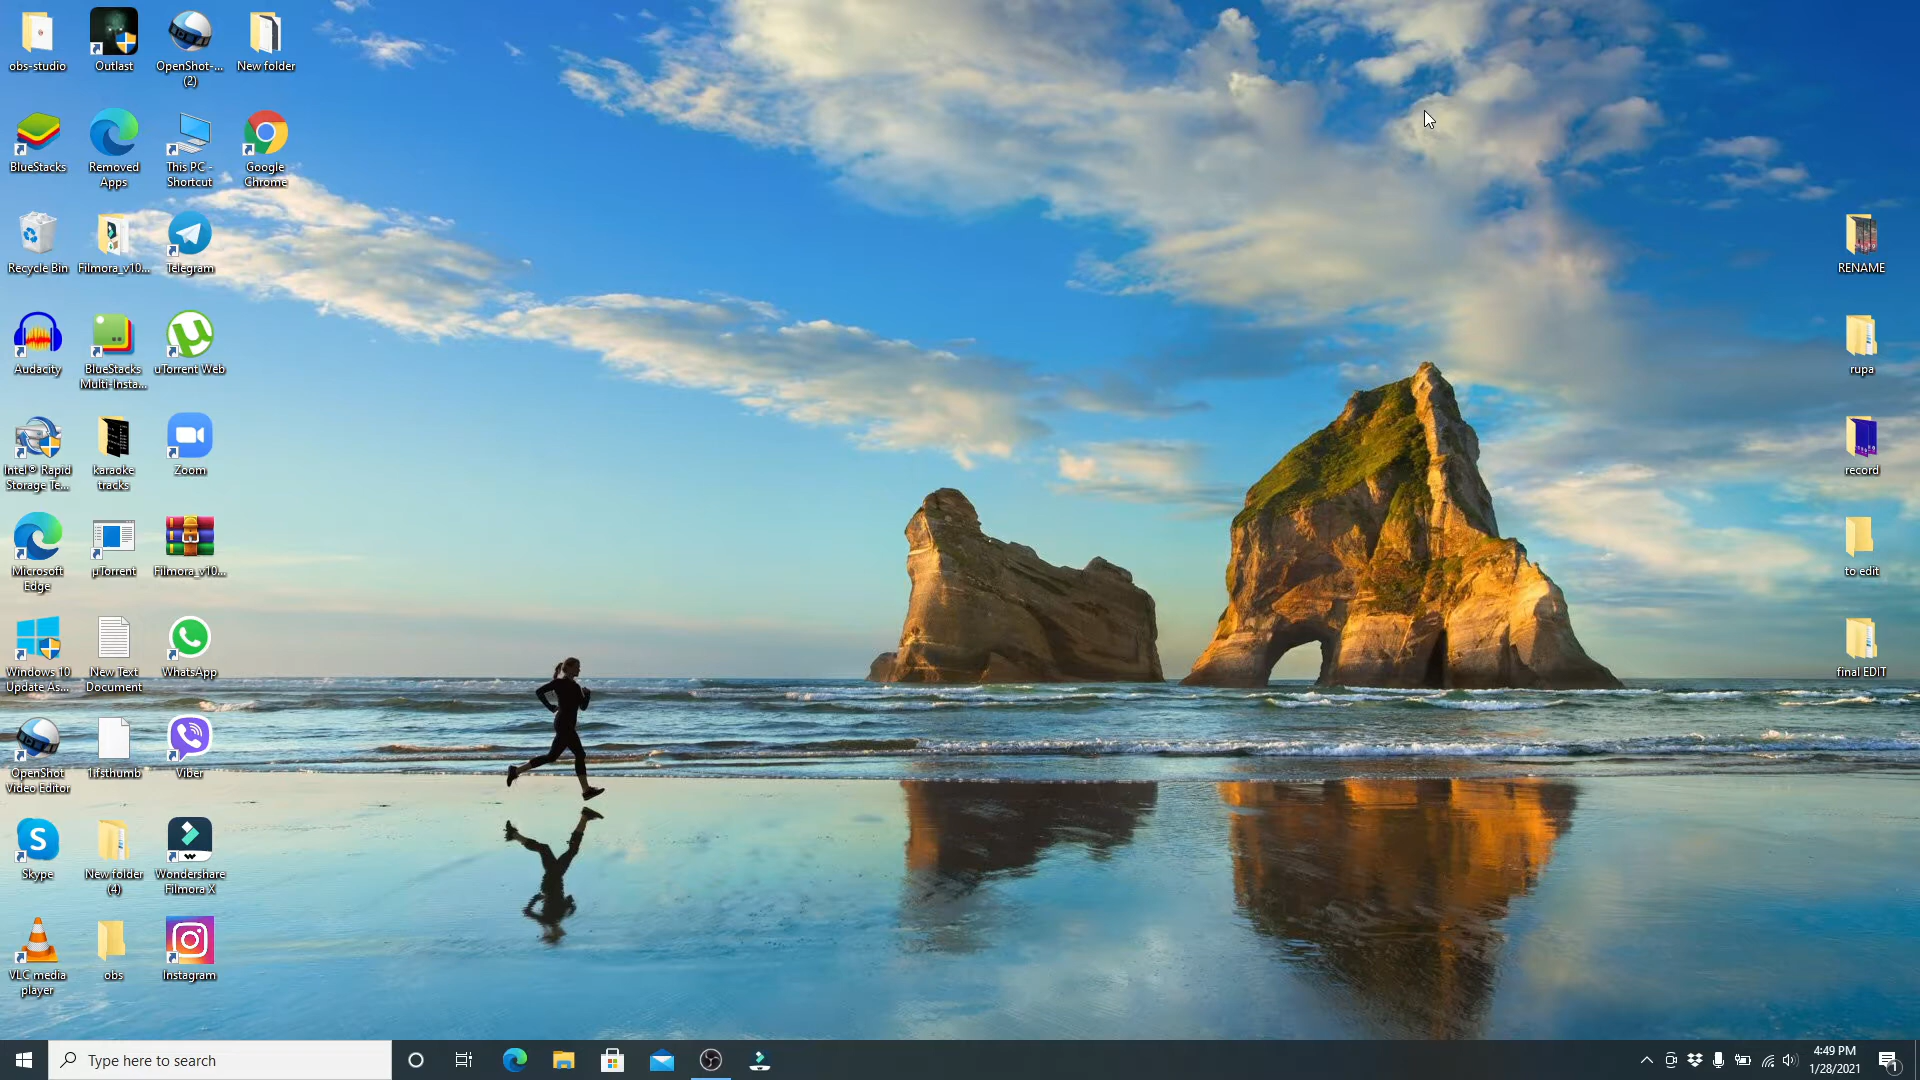 obs-studio
Outlast
OpenShot-...
(2)
New folder
BlueStacks
Removed
Apps
This PC -
Shortcut
Google
Chrome
Recycle Bin
Filmora_v10...
Telegram
RENAME
Audacity
BlueStacks
Multi-Insta...
uTorrent Web
rupa
Intel® Rapid
Storage Te...
karaoke
tracks
Zoom
record
Microsoft
Edge
µTorrent
Filmora_v10...
to edit
Windows 10
Update As...
New Text
Document
WhatsApp
final EDIT
OpenShot
Video Editor
1.fsthumb
Viber
Skype
New folder
(4)
Wondershare
Filmora X
VLC media
player
obs
Instagram
Type here to search
4:49 PM
1/28/2021
1